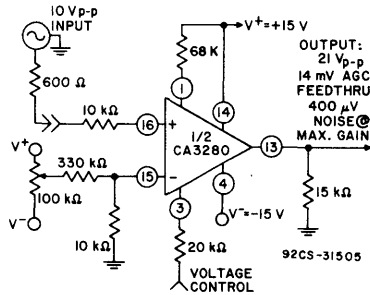 10 Vp-p
INPUT
600 Ω
10 kΩ
68 K
V+=+15 V
OUTPUT:
21 Vp-p
14 mV AGC
FEEDTHRU
400 μV
NOISE@
MAX. GAIN
1
14
16
+
1/2
CA3280
13
V+
330 kΩ
15
-
4
3
100 kΩ
V-
10 kΩ
20 kΩ
V-=-15 V
15 kΩ
VOLTAGE
CONTROL
92CS-31505